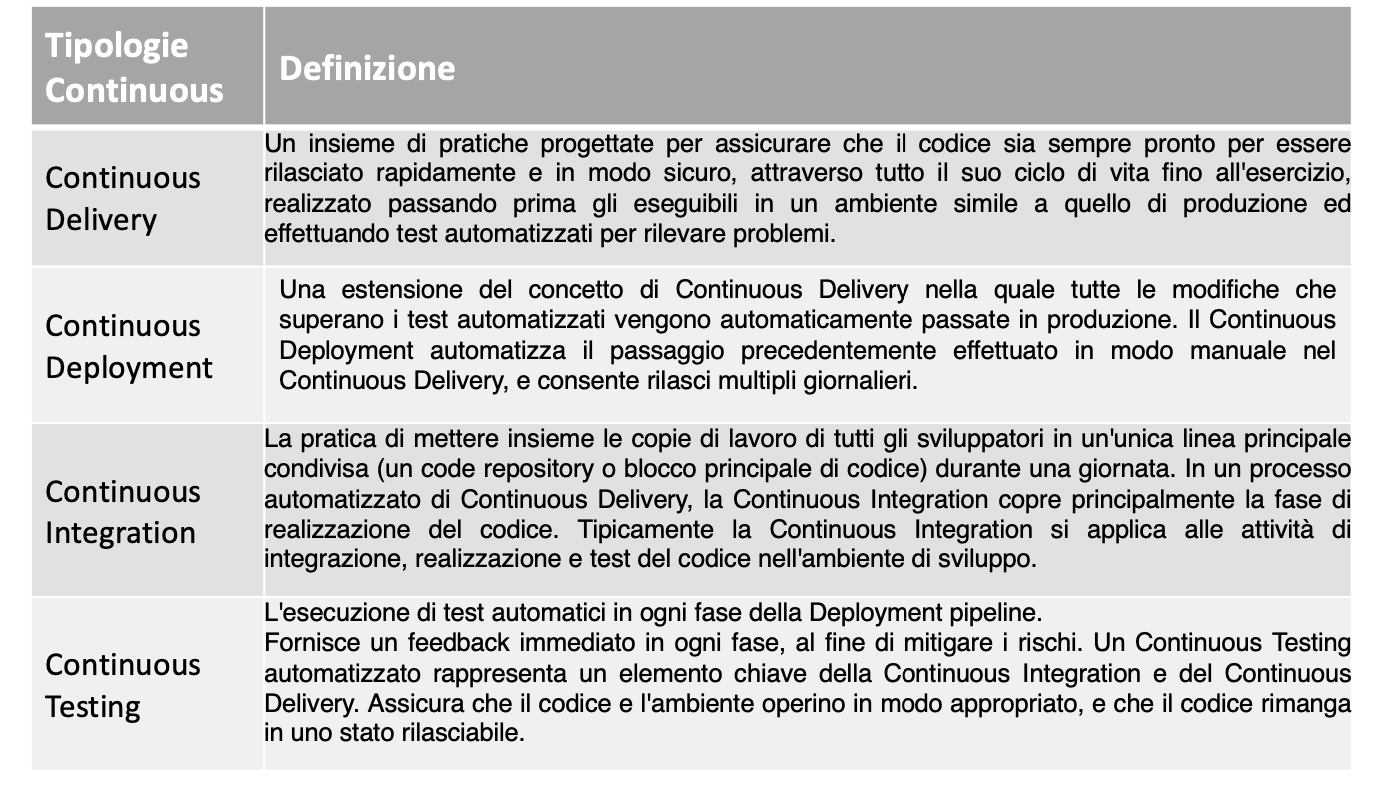 Tipologie
Continuous
Definizione
Continuous
Delivery
Un insieme di pratiche progettate per assicurare che il codice sia sempre pronto per essere
rilasciato rapidamente e in modo sicuro, attraverso tutto il suo ciclo di vita fino all'esercizio,
realizzato passando prima gli eseguibili in un ambiente simile a quello di produzione ed
effettuando test automatizzati per rilevare problemi.
Continuous
Deployment
Una estensione del concetto di Continuous Delivery nella quale tutte le modifiche che
superano i test automatizzati vengono automaticamente passate in produzione. Il Continuous
Deployment automatizza il passaggio precedentemente effettuato in modo manuale nel
Continuous Delivery, e consente rilasci multipli giornalieri.
Continuous
Integration
La pratica di mettere insieme le copie di lavoro di tutti gli sviluppatori in un'unica linea principale
condivisa (un code repository o blocco principale di codice) durante una giornata. In un processo
automatizzato di Continuous Delivery, la Continuous Integration copre principalmente la fase di
realizzazione del codice. Tipicamente la Continuous Integration si applica alle attività di
integrazione, realizzazione e test del codice nell'ambiente di sviluppo.
Continuous
Testing
L'esecuzione di test automatici in ogni fase della Deployment pipeline.
Fornisce un feedback immediato in ogni fase, al fine di mitigare i rischi. Un Continuous Testing
automatizzato rappresenta un elemento chiave della Continuous Integration e del Continuous
Delivery. Assicura che il codice e l'ambiente operino in modo appropriato, e che il codice rimanga
in uno stato rilasciabile.